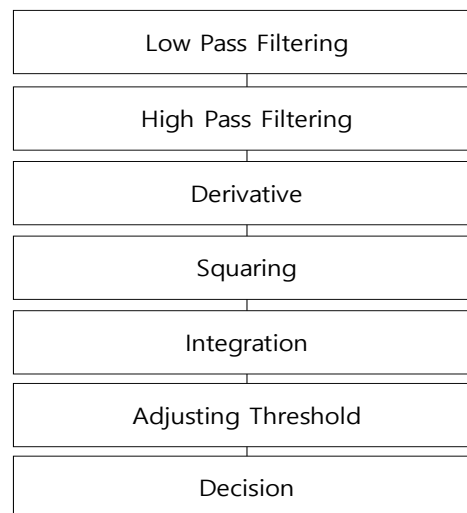 Low Pass Filtering
High Pass Filtering
Derivative
Squaring
Integration
Adjusting Threshold
Decision